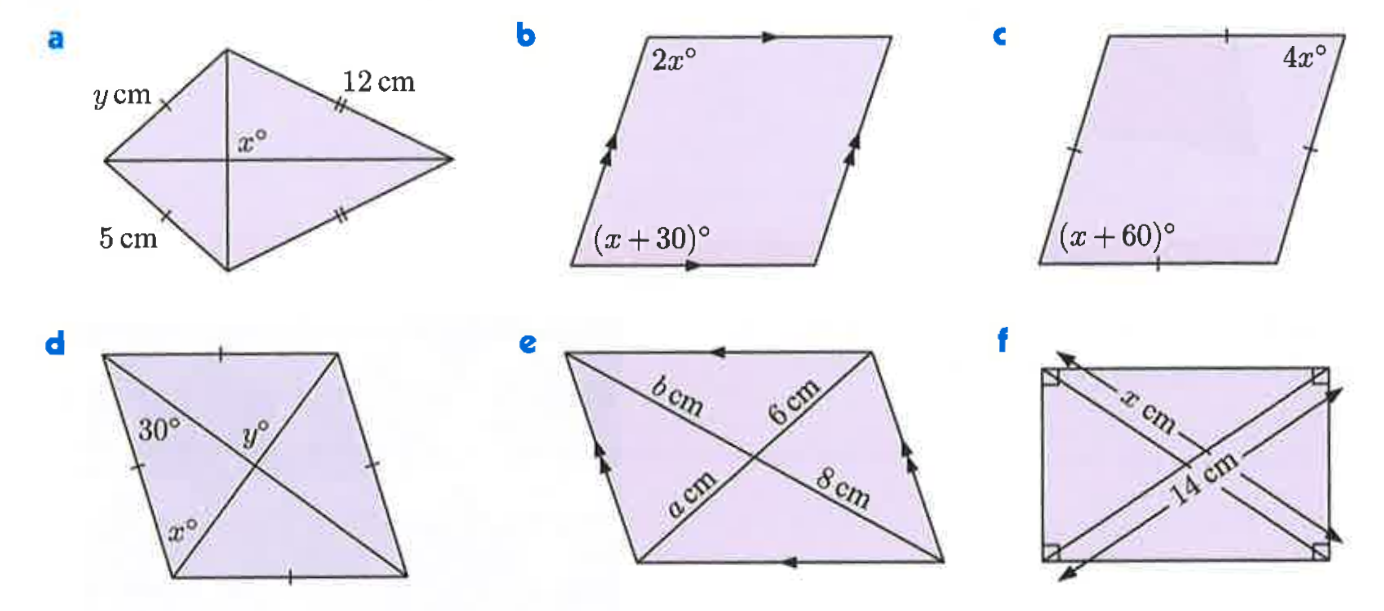 a
y cm
12 cm
x°
5 cm
b
2x°
(x + 30)°
c
4x°
(x + 60)°
d
30°
y°
x°
e
b cm
6 cm
a cm
8 cm
f
x cm
14 cm